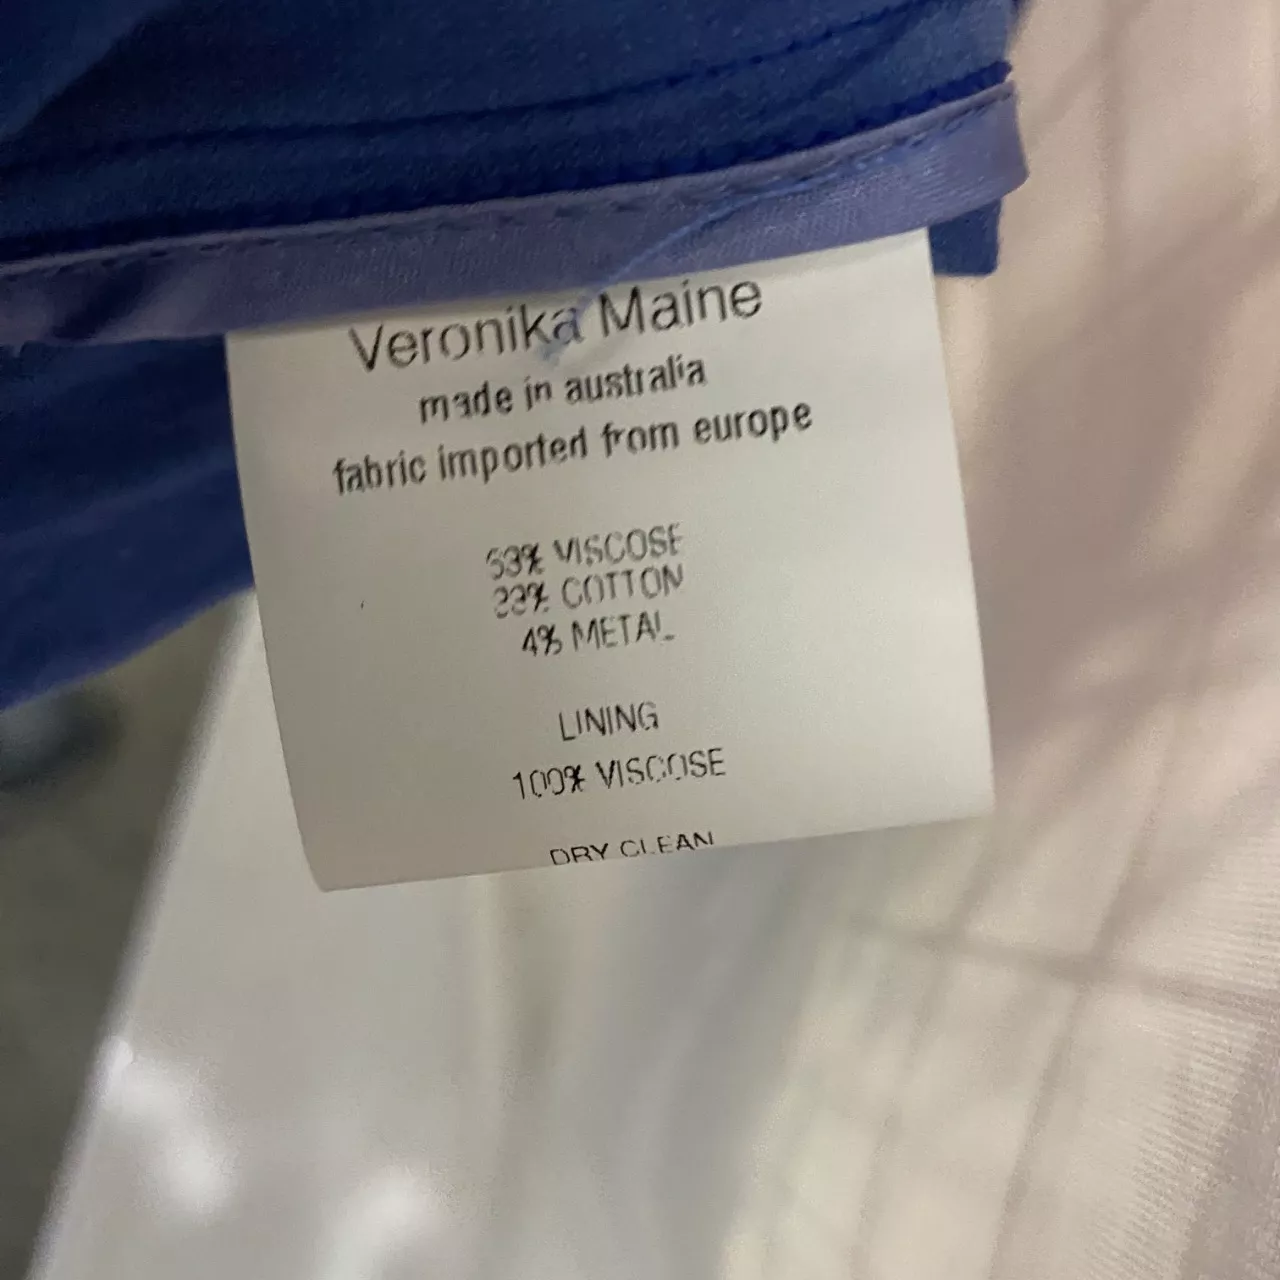 Veronika Maine
made in australia
fabric imported from europe
63% VISCOSE
33% COTTON
4% METAL
LINING
100% VISCOSE
DRY CLEAN